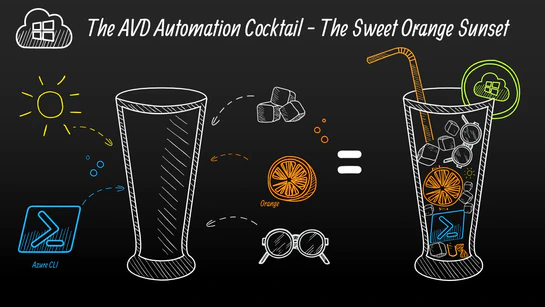 The AVD Automation Cocktail - The Sweet Orange Sunset
Orange
Azure CLI